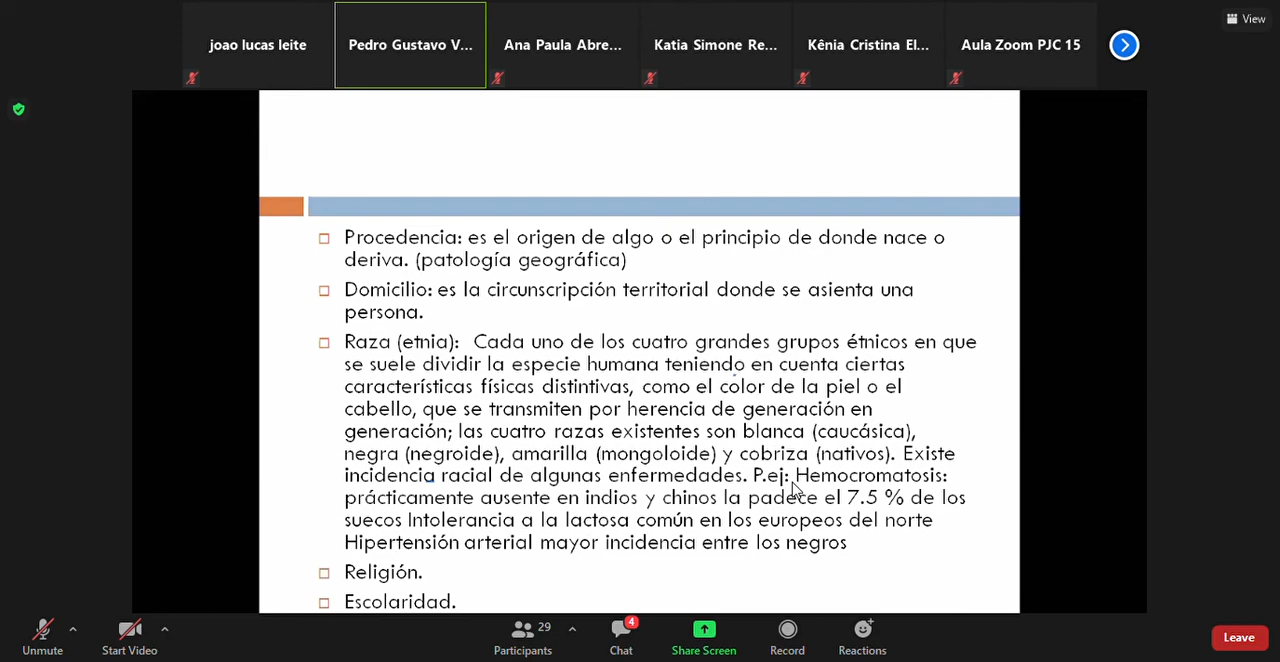 View
joao lucas leite
Pedro Gustavo V...
Ana Paula Abre...
Katia Simone Re...
Kênia Cristina El...
Aula Zoom PJC 15
Procedencia: es el origen de algo o el principio de donde nace o
deriva. (patología geográfica)
Domicilio: es la circunscripción territorial donde se asienta una
persona.
Raza (etnia): Cada uno de los cuatro grandes grupos étnicos en que
se suele dividir la especie humana teniendo en cuenta ciertas
características físicas distintivas, como el color de la piel o el
cabello, que se transmiten por herencia de generación en
generación; las cuatro razas existentes son blanca (caucásica),
negra (negroide), amarilla (mongoloide) y cobriza (nativos). Existe
incidencia racial de algunas enfermedades. P.ej: Hemocromatosis:
prácticamente ausente en indios y chinos la padece el 7.5 % de los
suecos Intolerancia a la lactosa común en los europeos del norte
Hipertensión arterial mayor incidencia entre los negros
Religión.
Escolaridad.
Unmute
Start Video
29
Participants
4
Chat
Share Screen
Record
Reactions
Leave